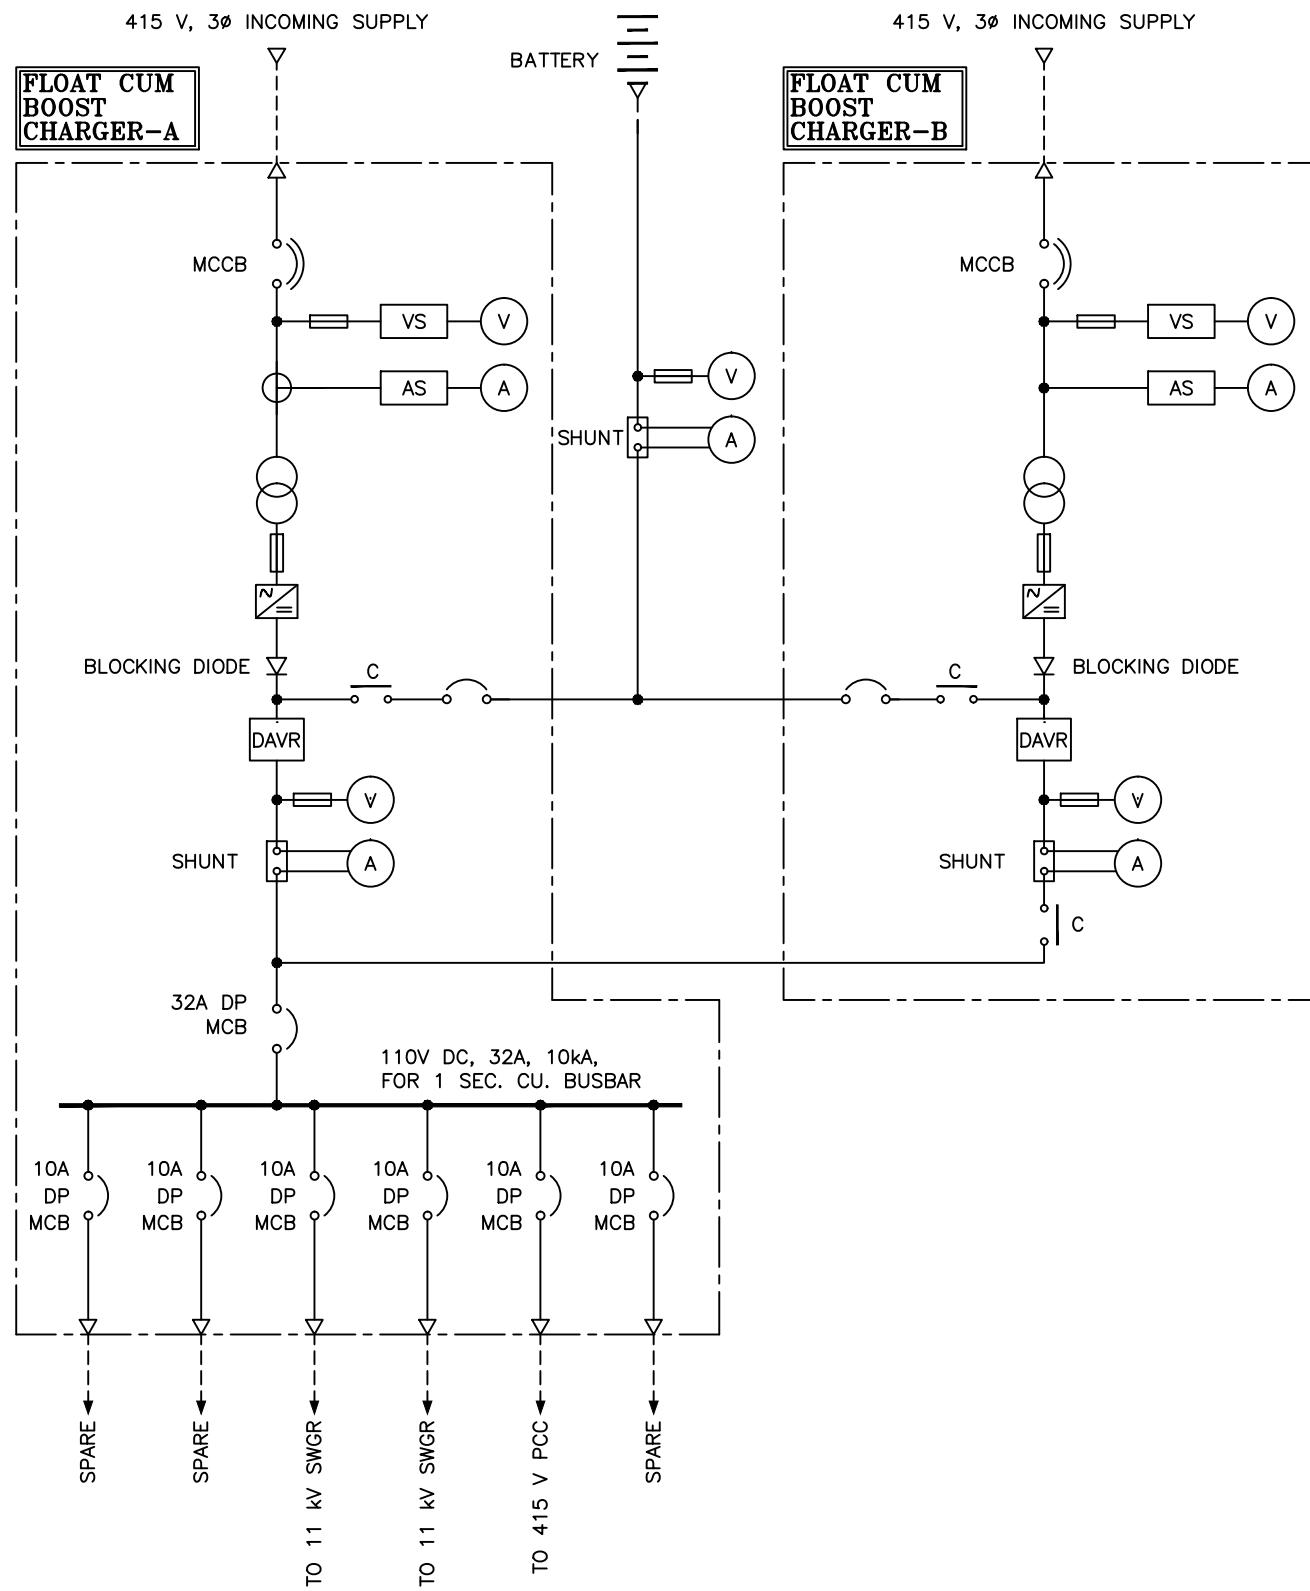 415 V, 3ø INCOMING SUPPLY
BATTERY
415 V, 3ø INCOMING SUPPLY
FLOAT CUM
BOOST
CHARGER-A
FLOAT CUM
BOOST
CHARGER-B
MCCB
MCCB
VS
V
VS
V
AS
A
AS
A
V
SHUNT
A
BLOCKING DIODE
C
C
BLOCKING DIODE
DAVR
DAVR
V
V
SHUNT
A
SHUNT
A
C
32A DP
MCB
110V DC, 32A, 10kA,
FOR 1 SEC. CU. BUSBAR
10A
DP
MCB
10A
DP
MCB
10A
DP
MCB
10A
DP
MCB
10A
DP
MCB
10A
DP
MCB
SPARE
SPARE
TO 11 kV SWGR
TO 11 kV SWGR
TO 415 V PCC
SPARE